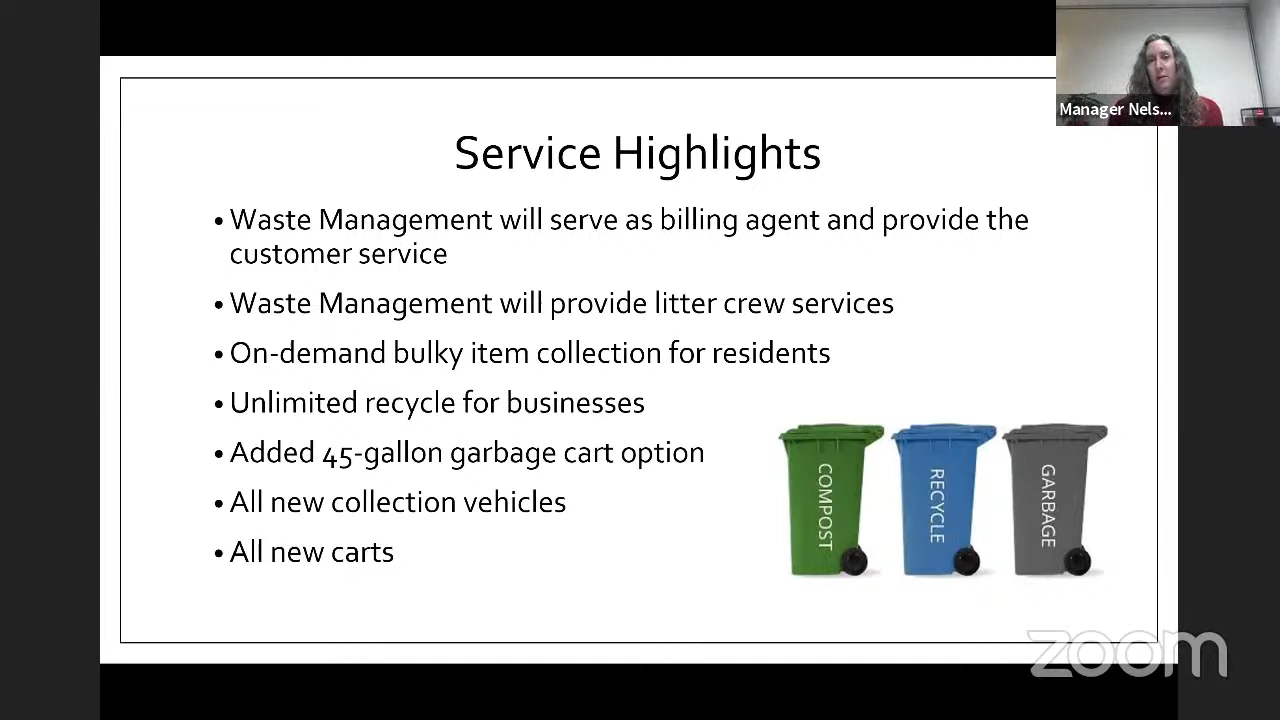 Manager Nels...
Service Highlights
• Waste Management will serve as billing agent and provide the
customer service
• Waste Management will provide litter crew services
• On-demand bulky item collection for residents
• Unlimited recycle for businesses
• Added 45-gallon garbage cart option
• All new collection vehicles
• All new carts
COMPOST
RECYCLE
GARBAGE
zoom